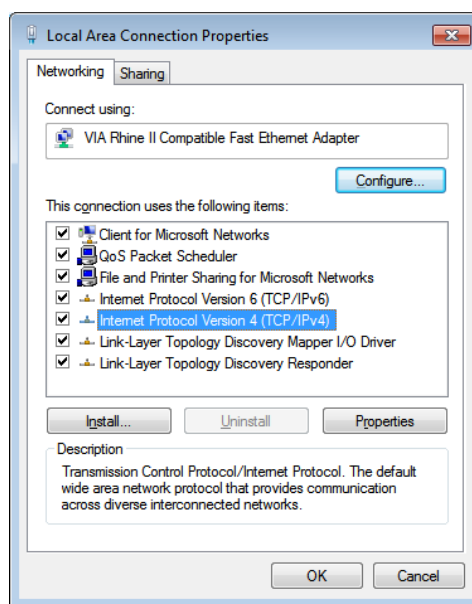 Local Area Connection Properties
Networking
Sharing
Connect using:
VIA Rhine II Compatible Fast Ethernet Adapter
Configure...
This connection uses the following items:
Client for Microsoft Networks
QoS Packet Scheduler
File and Printer Sharing for Microsoft Networks
Internet Protocol Version 6 (TCP/IPv6)
Internet Protocol Version 4 (TCP/IPv4)
Link-Layer Topology Discovery Mapper I/O Driver
Link-Layer Topology Discovery Responder
Install...
Uninstall
Properties
Description
Transmission Control Protocol/Internet Protocol. The default
wide area network protocol that provides communication
across diverse interconnected networks.
OK
Cancel